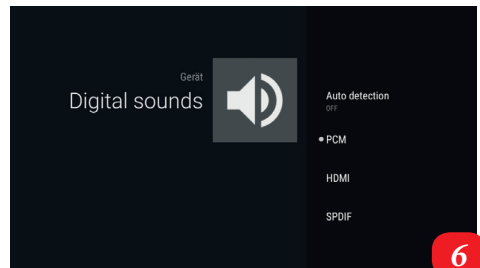 Gerät
Digital sounds
Auto detection
OFF
PCM
HDMI
SPDIF
6